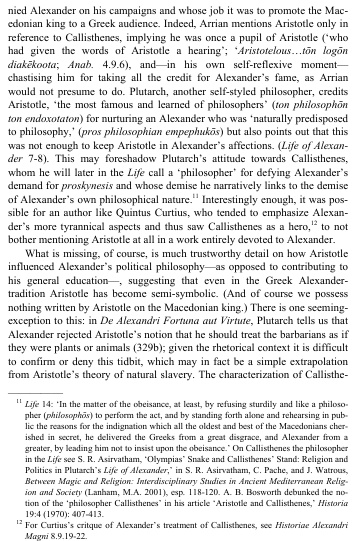 nied Alexander on his campaigns and whose job it was to promote the Mac-
edonian king to a Greek audience. Indeed, Arrian mentions Aristotle only in
reference to Callisthenes, implying he was once a pupil of Aristotle ('who
had given the words of Aristotle a hearing'; 'Aristotelous…tōn logōn
diakēkoota; Anab. 4.9.6), and—in his own self-reflexive moment—
chastising him for taking all the credit for Alexander's fame, as Arrian
would not presume to do. Plutarch, another self-styled philosopher, credits
Aristotle, 'the most famous and learned of philosophers' (ton philosophōn
ton endoxotaton) for nurturing an Alexander who was 'naturally predisposed
to philosophy,' (pros philosophian empephukōs) but also points out that this
was not enough to keep Aristotle in Alexander's affections. (Life of Alexan-
der 7-8). This may foreshadow Plutarch's attitude towards Callisthenes,
whom he will later in the Life call a 'philosopher' for defying Alexander's
demand for proskynesis and whose demise he narratively links to the demise
of Alexander's own philosophical nature.11 Interestingly enough, it was pos-
sible for an author like Quintus Curtius, who tended to emphasize Alexan-
der's more tyrannical aspects and thus saw Callisthenes as a hero,12 to not
bother mentioning Aristotle at all in a work entirely devoted to Alexander.
What is missing, of course, is much trustworthy detail on how Aristotle
influenced Alexander's political philosophy—as opposed to contributing to
his general education—, suggesting that even in the Greek Alexander-
tradition Aristotle has become semi-symbolic. (And of course we possess
nothing written by Aristotle on the Macedonian king.) There is one seeming-
exception to this: in De Alexandri Fortuna aut Virtute, Plutarch tells us that
Alexander rejected Aristotle's notion that he should treat the barbarians as if
they were plants or animals (329b); given the rhetorical context it is difficult
to confirm or deny this tidbit, which may in fact be a simple extrapolation
from Aristotle's theory of natural slavery. The characterization of Callisthe-
11 Life 14: 'In the matter of the obeisance, at least, by refusing sturdily and like a philoso-
pher (philosophōs) to perform the act, and by standing forth alone and rehearsing in pub-
lic the reasons for the indignation which all the oldest and best of the Macedonians cher-
ished in secret, he delivered the Greeks from a great disgrace, and Alexander from a
greater, by leading him not to insist upon the obeisance.' On Callisthenes the philosopher
in the Life see S. R. Asirvatham, 'Olympias' Snake and Callisthenes' Stand: Religion and
Politics in Plutarch's Life of Alexander,' in S. R. Asirvatham, C. Pache, and J. Watrous,
Between Magic and Religion: Interdisciplinary Studies in Ancient Mediterranean Relig-
ion and Society (Lanham, M.A. 2001), esp. 118-120. A. B. Bosworth debunked the no-
tion of the 'philosopher Callisthenes' in his article 'Aristotle and Callisthenes,' Historia
19:4 (1970): 407-413.
12 For Curtius's critque of Alexander's treatment of Callisthenes, see Historiae Alexandri
Magni 8.9.19-22.